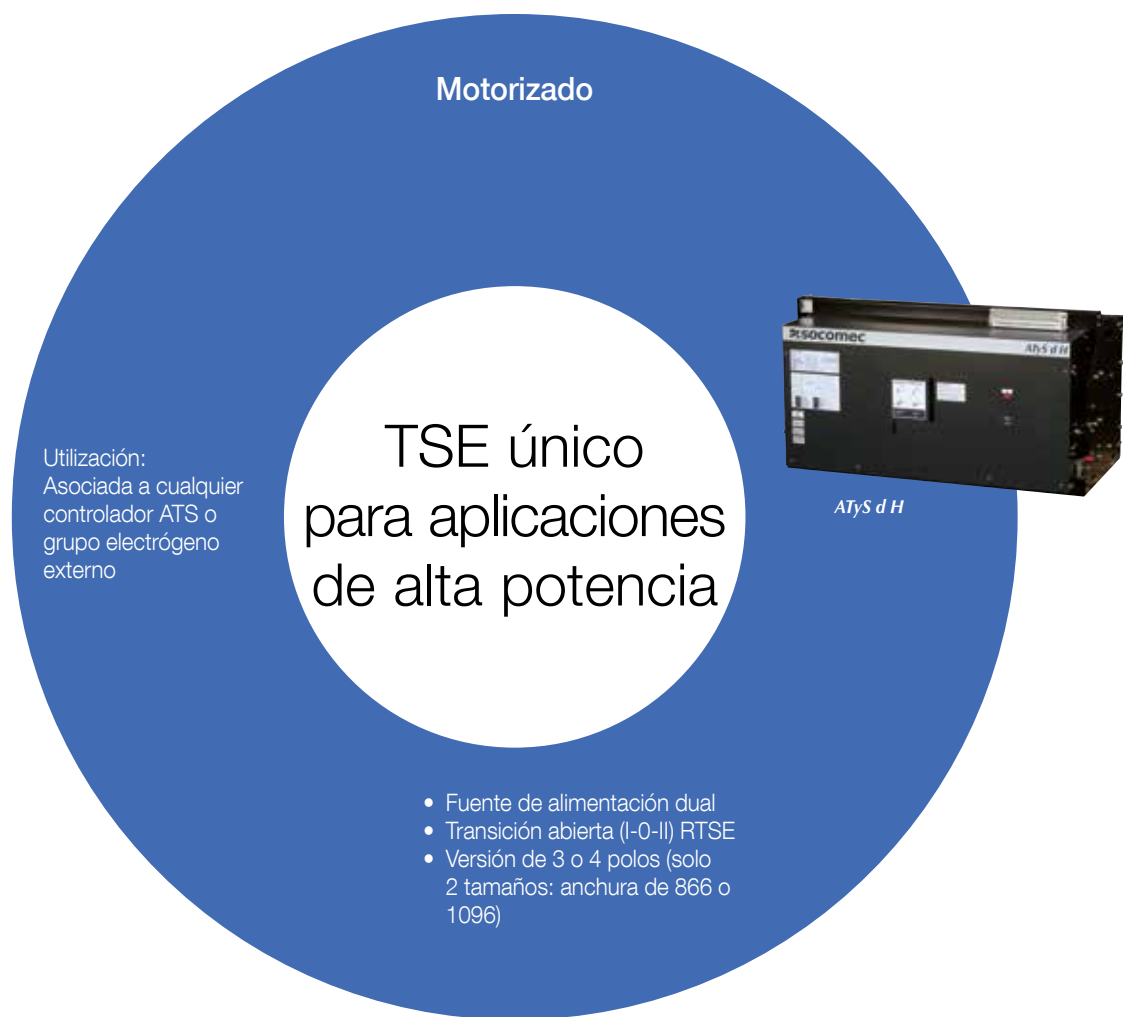 Motorizado
socomec
ATyS d H
ATyS d H
Utilización:
Asociada a cualquier
controlador ATS o
grupo electrógeno
externo
TSE único
para aplicaciones
de alta potencia
• Fuente de alimentación dual
• Transición abierta (I-0-II) RTSE
• Versión de 3 o 4 polos (solo
2 tamaños: anchura de 866 o
1096)